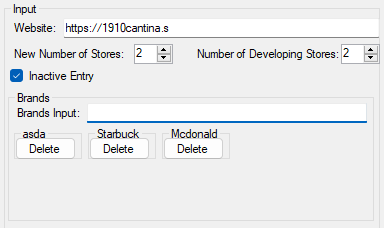 Input
Website: https://1910cantina.s
New Number of Stores: 2 Number of Developing Stores: 2
Inactive Entry
Brands
Brands Input:
asda Starbuck Mcdonald
Delete Delete Delete